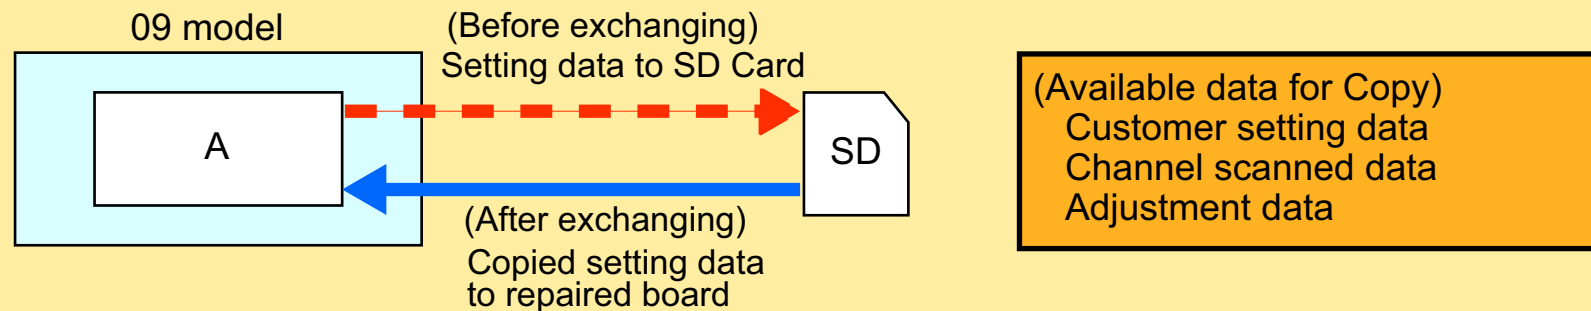 09 model
(Before exchanging)
Setting data to SD Card
A
SD
(After exchanging)
Copied setting data
to repaired board
(Available data for Copy)
Customer setting data
Channel scanned data
Adjustment data